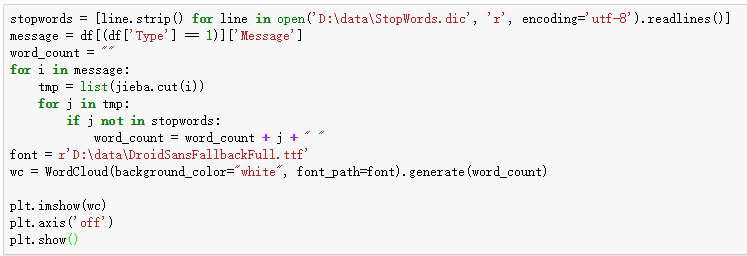 stopwords = [line.strip() for line in open('D:\data\StopWords.dic', 'r', encoding='utf-8').readlines()]
message = df[(df['Type'] == 1)]['Message']
word_count = ""
for i in message:
    tmp = list(jieba.cut(i))
    for j in tmp:
        if j not in stopwords:
            word_count = word_count + j + " "
font = r'D:\data\DroidSansFallbackFull.ttf'
wc = WordCloud(background_color="white", font_path=font).generate(word_count)

plt.imshow(wc)
plt.axis('off')
plt.show()